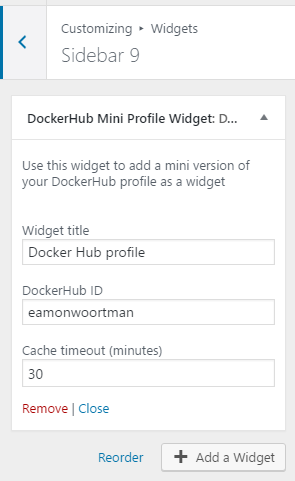 Customizing ▸ Widgets
Sidebar 9
DockerHub Mini Profile Widget: D...
Use this widget to add a mini version
of your DockerHub profile as a widget
Widget title
Docker Hub profile
DockerHub ID
eamonwoortman
Cache timeout (minutes)
30
Remove | Close
Reorder
Add a Widget